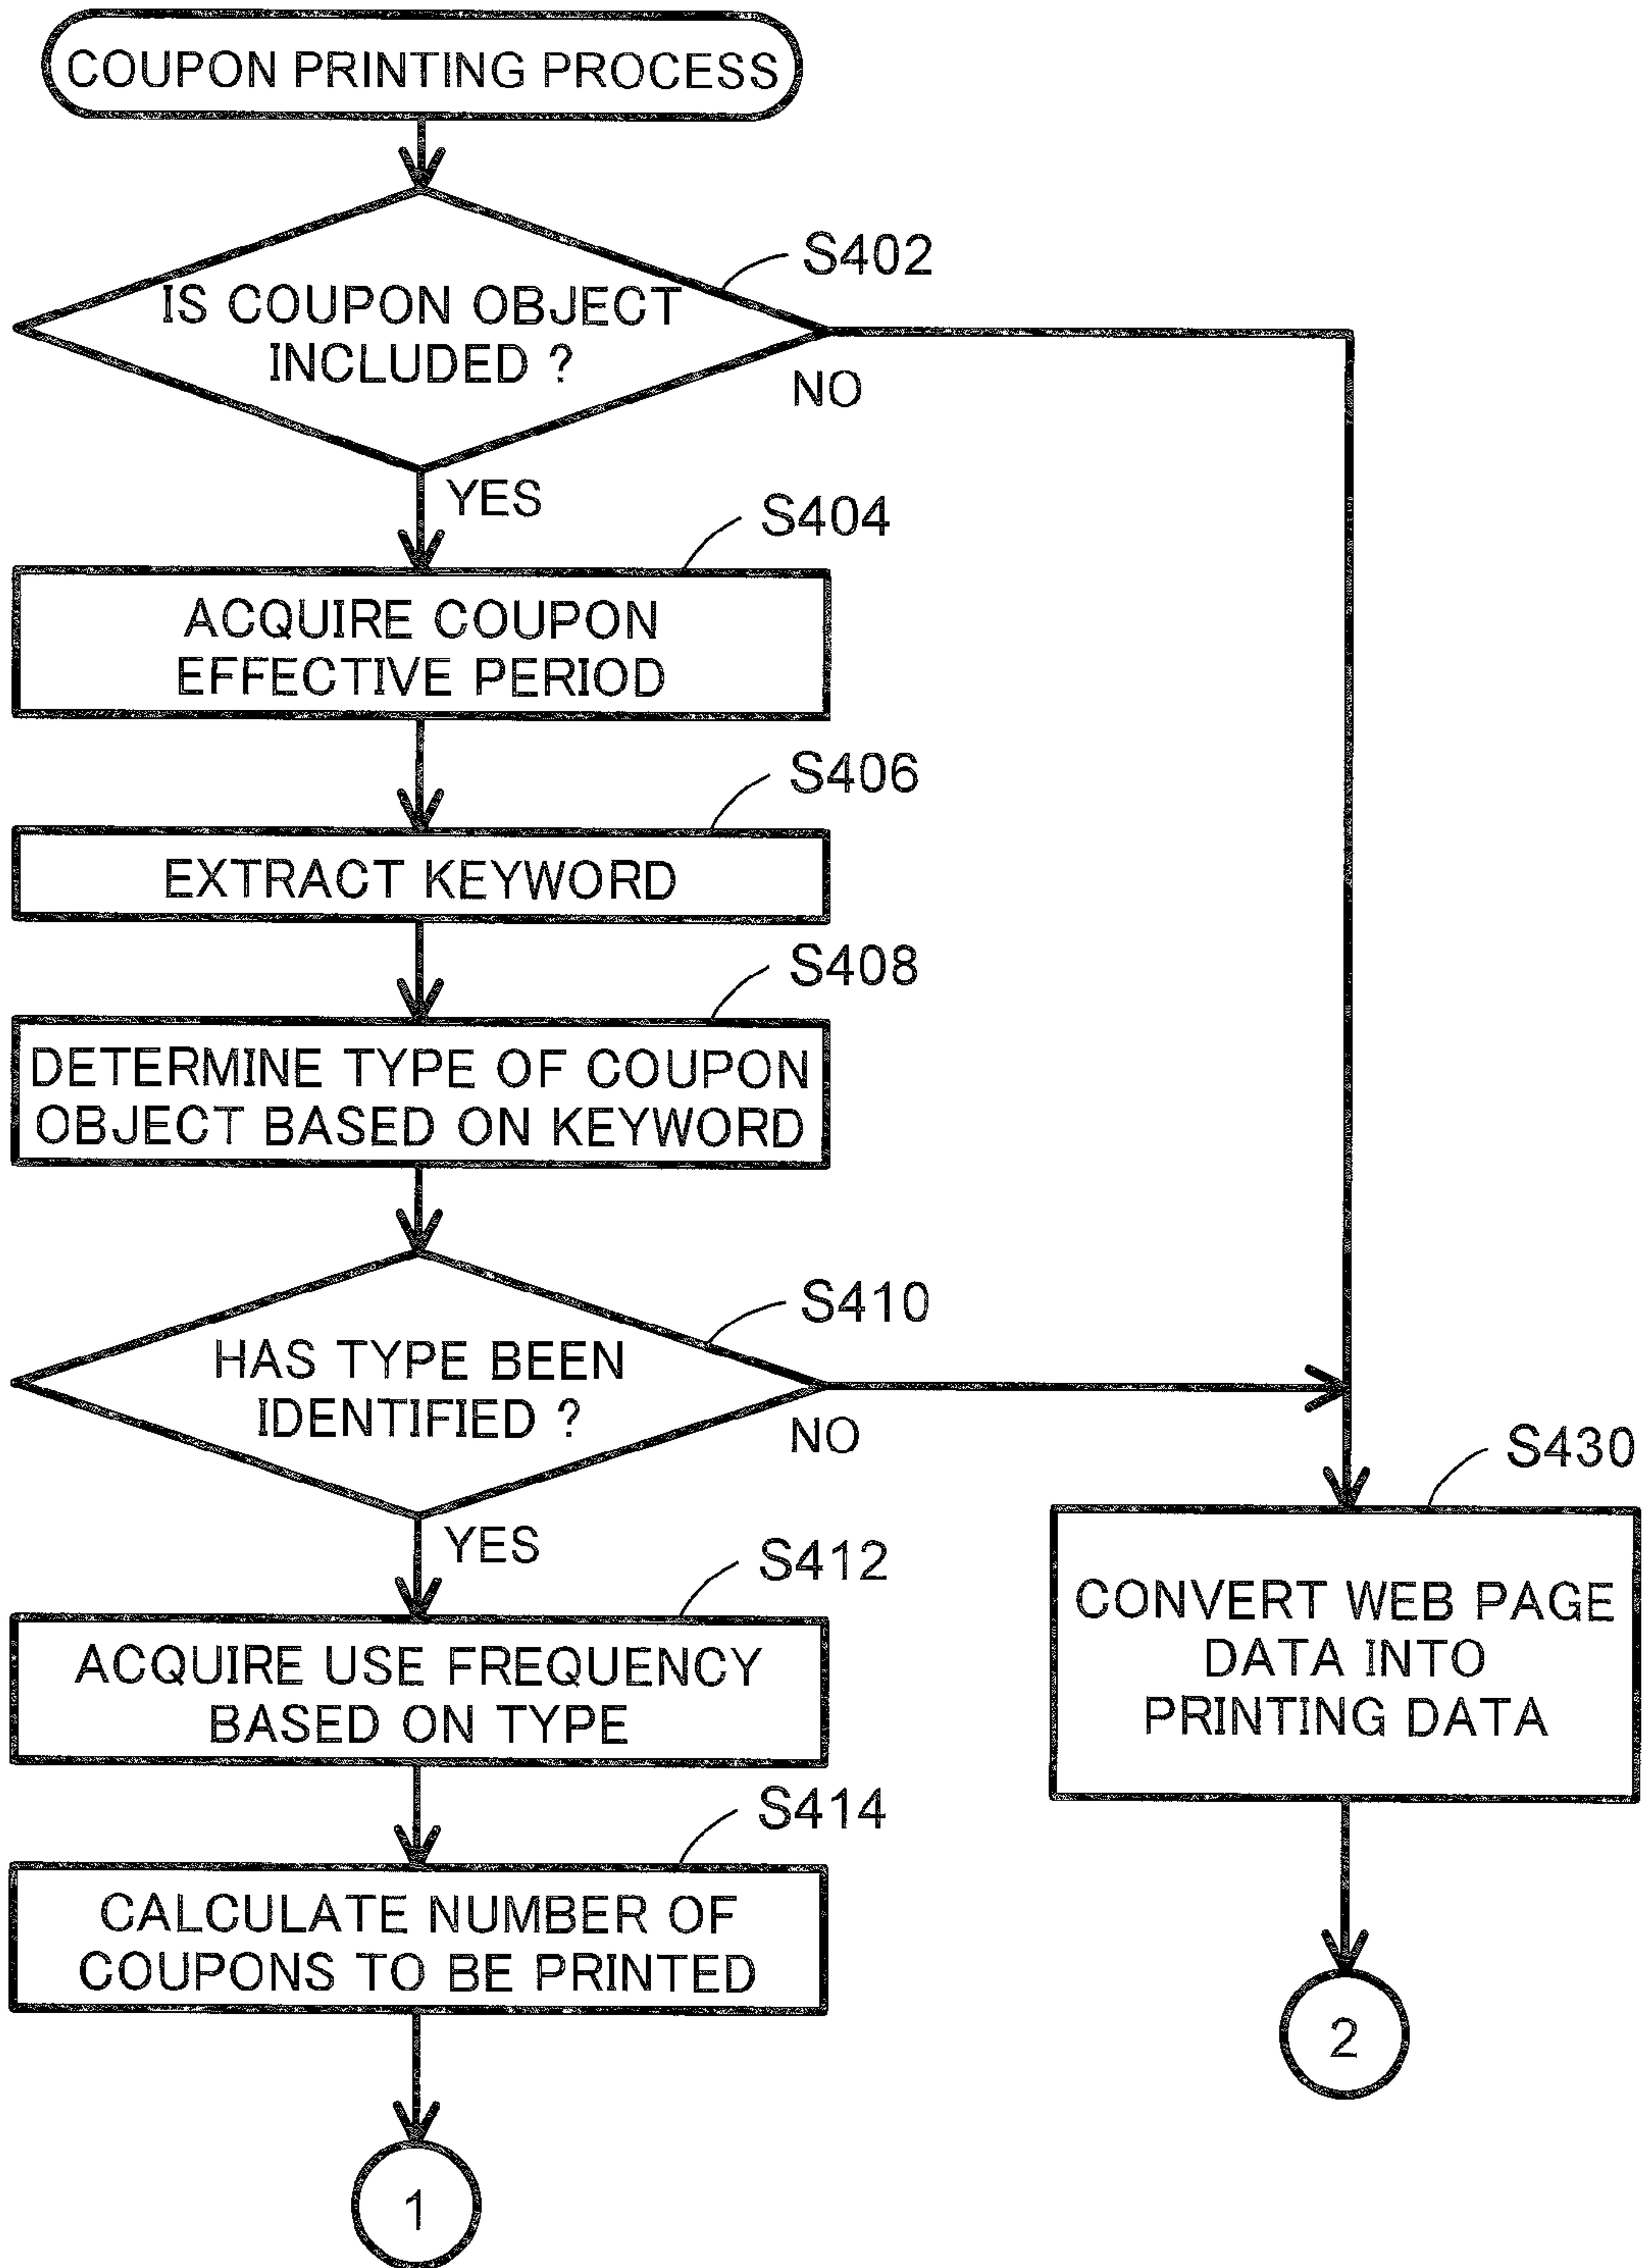 COUPON PRINTING PROCESS
S402
IS COUPON OBJECT
INCLUDED ?
NO
YES
S404
ACQUIRE COUPON
EFFECTIVE PERIOD
S406
EXTRACT KEYWORD
S408
DETERMINE TYPE OF COUPON
OBJECT BASED ON KEYWORD
S410
HAS TYPE BEEN
IDENTIFIED ?
NO
YES
S412
ACQUIRE USE FREQUENCY
BASED ON TYPE
S414
CALCULATE NUMBER OF
COUPONS TO BE PRINTED
1
S430
CONVERT WEB PAGE
DATA INTO
PRINTING DATA
2